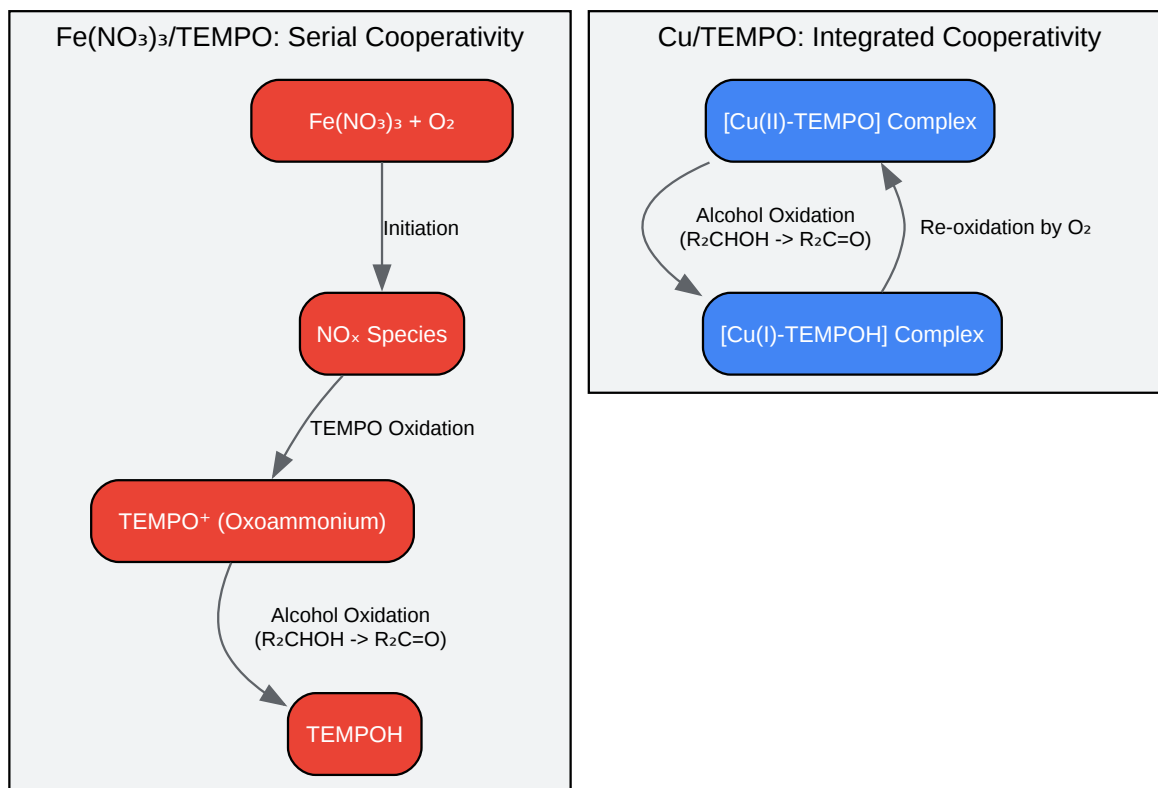 Fe(NO₃)₃/TEMPO: Serial Cooperativity
Fe(NO₃)₃ + O₂
Initiation
NOₓ Species
TEMPO Oxidation
TEMPO⁺ (Oxoammonium)
Alcohol Oxidation
(R₂CHOH -> R₂C=O)
TEMPOH
Cu/TEMPO: Integrated Cooperativity
[Cu(II)-TEMPO] Complex
Alcohol Oxidation
(R₂CHOH -> R₂C=O)
Re-oxidation by O₂
[Cu(I)-TEMPOH] Complex